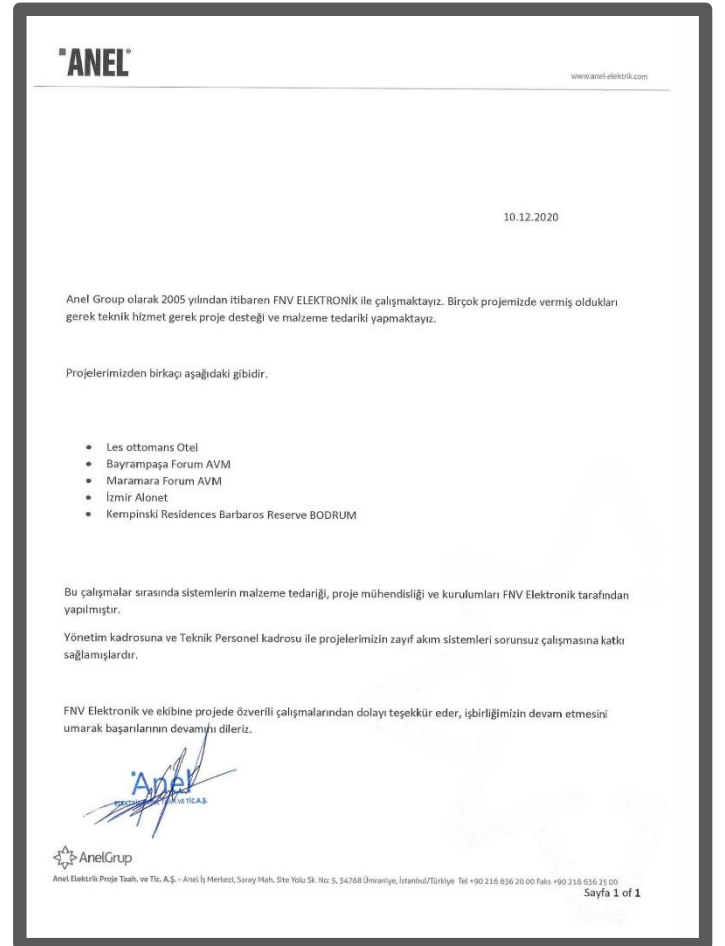 ANEL®
www.anel-elektrik.com
10.12.2020
Anel Group olarak 2005 yılından itibaren FNV ELEKTRONİK ile çalışmaktayız. Birçok projemizde vermiş oldukları
gerek teknik hizmet gerek proje desteği ve malzeme tedariki yapmaktayız.
Projelerimizden birkaçı aşağıdaki gibidir.
• Les ottomans Otel
• Bayrampaşa Forum AVM
• Maramara Forum AVM
• İzmir Alonet
• Kempinski Residences Barbaros Reserve BODRUM
Bu çalışmalar sırasında sistemlerin malzeme tedariği, proje mühendisliği ve kurulumları FNV Elektronik tarafından
yapılmıştır.
Yönetim kadrosuna ve Teknik Personel kadrosu ile projelerimizin zayıf akım sistemleri sorunsuz çalışmasına katkı
sağlamışlardır.
FNV Elektronik ve ekibine projede özverili çalışmalarından dolayı teşekkür eder, işbirliğimizin devam etmesini
umarak başarılarının devamını dileriz.
Anel
VE TİC.A.Ş.
AnelGrup
Anel Elektrik Proje Taah. ve Tic. A.Ş. - Anel İş Merkezi, Saray Mah. Site Yolu Sk. No: 5, 34768 Ümraniye, İstanbul/Türkiye Tel +90 216 636 20 00 Faks +90 216 636 25 00
Sayfa 1 of 1